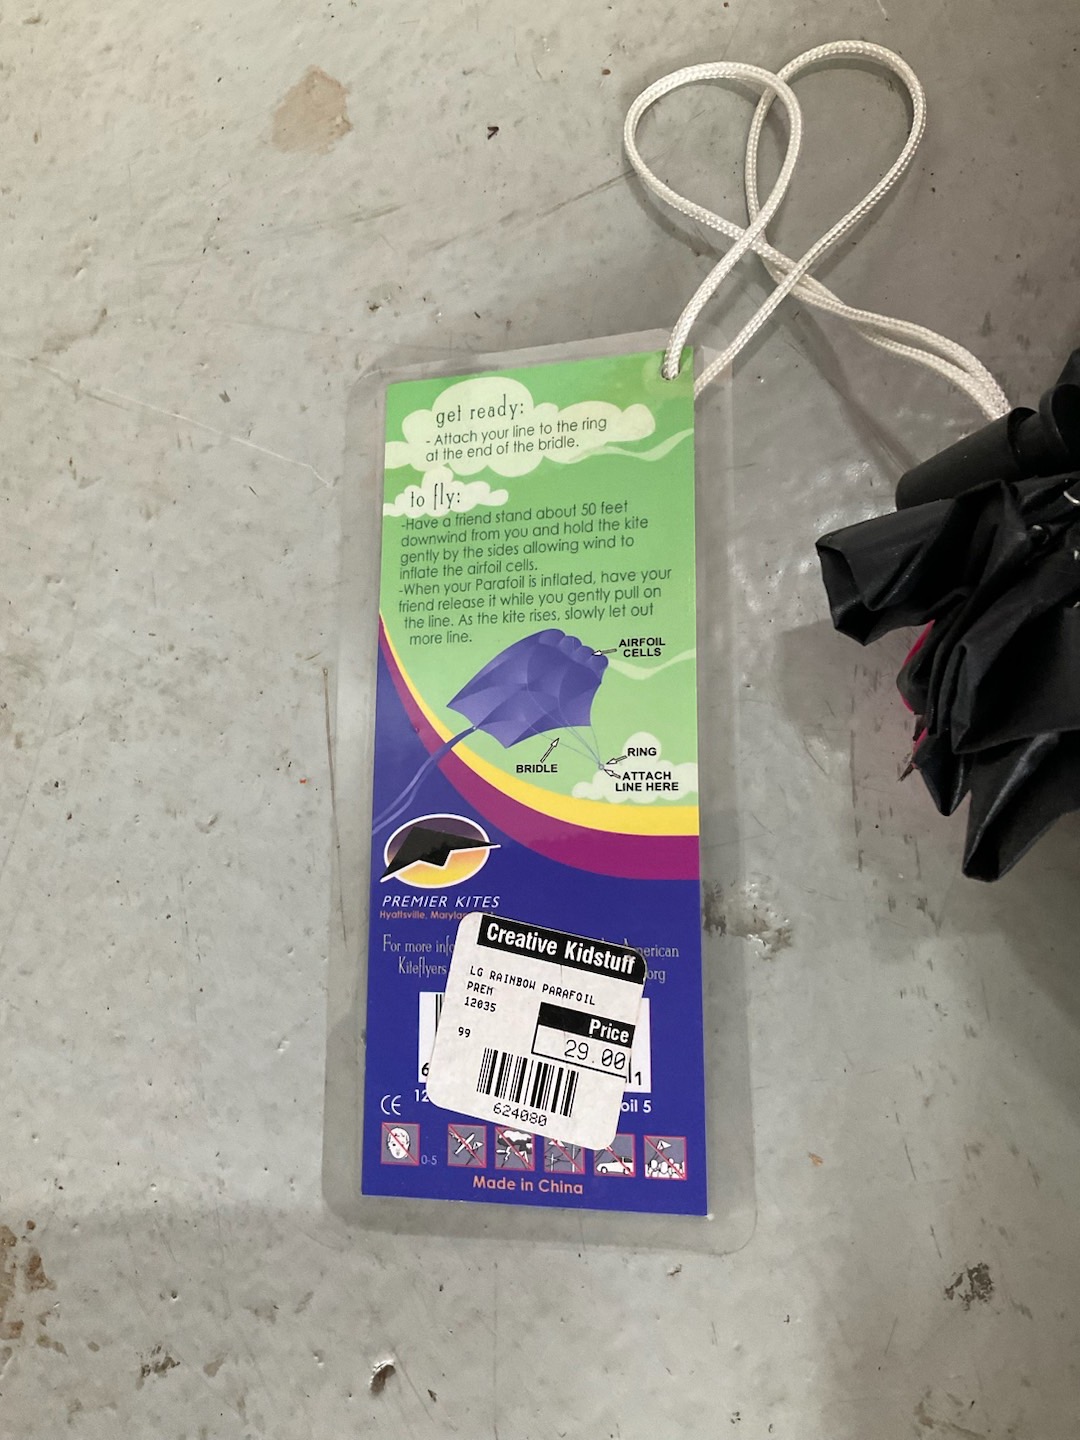 get ready:
- Attach your line to the ring
at the end of the bridle.
to fly:
-Have a friend stand about 50 feet
downwind from you and hold the kite
gently by the sides allowing wind to
inflate the airfoil cells.
-When your Parafoil is inflated, have your
friend release it while you gently pull on
the line. As the kite rises, slowly let out
more line.
AIRFOIL
CELLS
RING
BRIDLE
ATTACH
LINE HERE
PREMIER KITES
Hyattsville,
For more
Kiteflyers
Creative Kidstuff
LG RAINBOW PARAFOIL
PREM
12035
Price
99
29.00
624080
6
1
CE
12
oil 5
0-5
Made in China